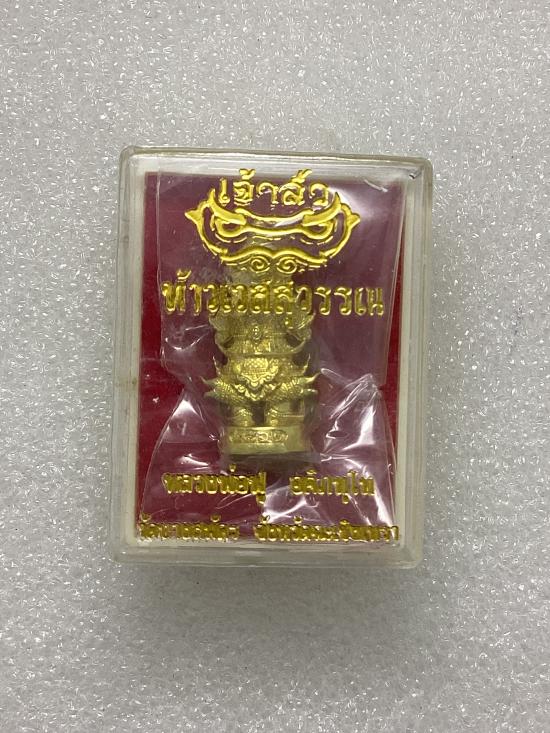 เจ้าสัว
ท้าวเวสสุวรรณ
หลวงพ่อฟู อติภทฺโท
วัดบางสมัคร จังหวัดฉะเชิงเทรา